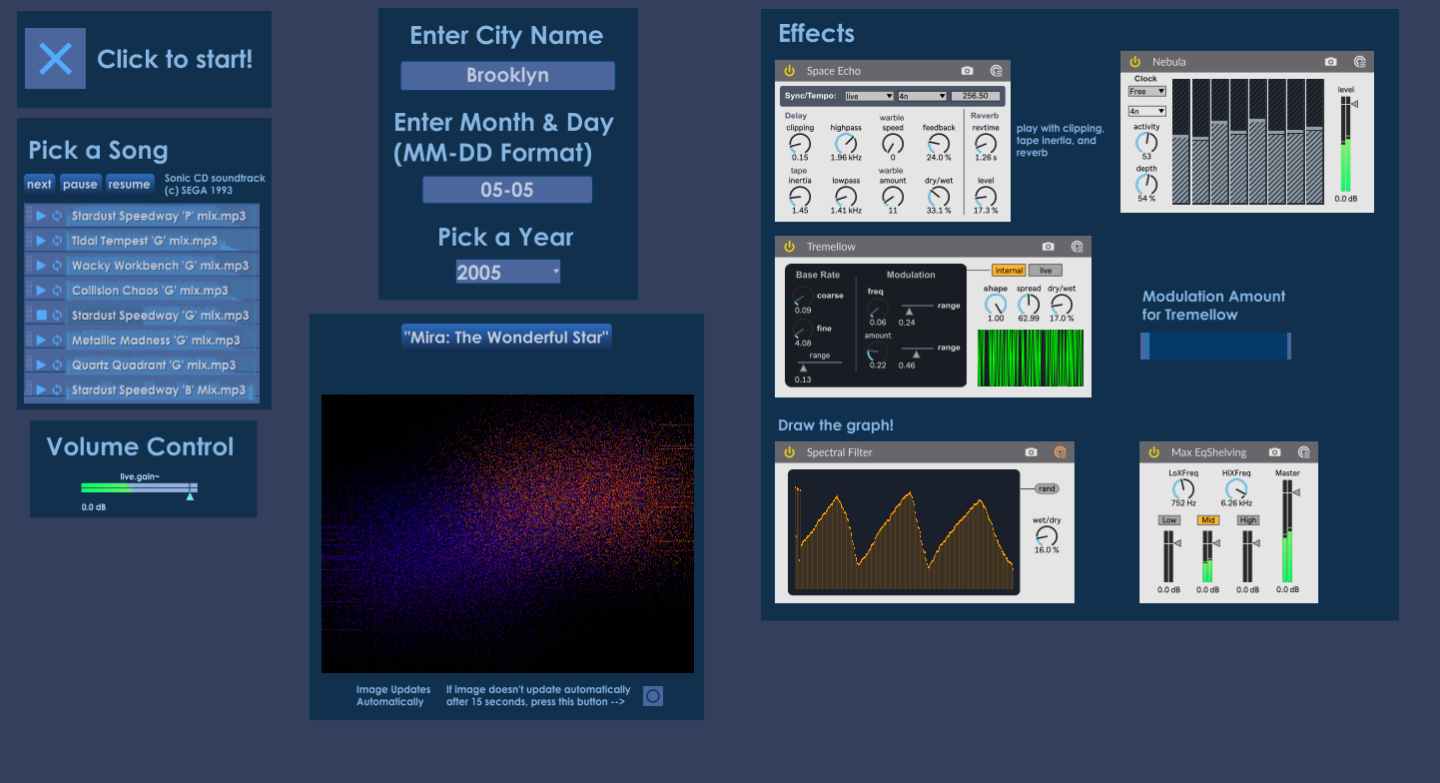 Click to start!
Pick a Song
next pause resume
Sonic CD soundtrack
(c) SEGA 1993
Stardust Speedway 'P' mix.mp3
Tidal Tempest 'G' mix.mp3
Wacky Workbench 'G' mix.mp3
Collision Chaos 'G' mix.mp3
Stardust Speedway 'G' mix.mp3
Metallic Madness 'G' mix.mp3
Quartz Quadrant 'G' mix.mp3
Stardust Speedway 'B' Mix.mp3
Volume Control
live.gain~
0.0 dB
Enter City Name
Brooklyn
Enter Month & Day
(MM-DD Format)
05-05
Pick a Year
2005
"Mira: The Wonderful Star"
Image Updates
Automatically
If image doesn't update automatically
after 15 seconds, press this button -->
Effects
Space Echo
Sync/Tempo: live 4n 256.50
Delay
Reverb
clipping highpass warble speed feedback revtime
0.15 1.96 kHz 0 24.0 % 1.26 s
tape inertia lowpass warble amount dry/wet level
1.45 1.41 kHz 11 33.1 % 17.3 %
play with clipping,
tape inertia, and
reverb
Nebula
Clock
Free
4n
activity
53
depth
54 %
level
0.0 dB
Tremellow
Base Rate
coarse
0.09
fine
4.08
range
0.13
Modulation
freq
0.06
range
0.24
amount
0.22
range
0.46
internal live
shape spread dry/wet
1.00 62.99 17.0 %
Modulation Amount
for Tremellow
Draw the graph!
Spectral Filter
rand
wet/dry
16.0 %
Max EqShelving
LoXFreq HiXFreq Master
752 Hz 6.26 kHz
Low Mid High
0.0 dB 0.0 dB 0.0 dB 0.0 dB